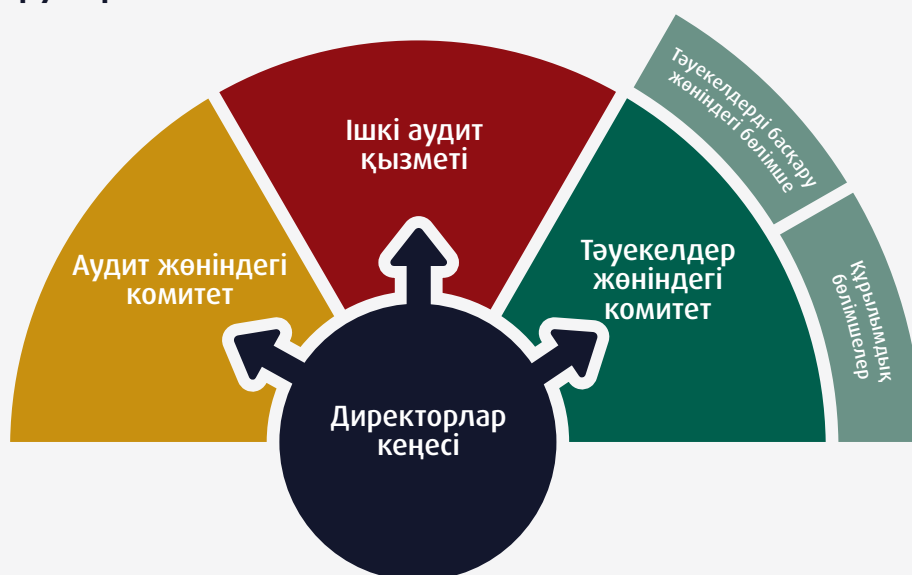 Ішкі аудит
қызметі
Аудит жөніндегі
комитет
Тәуекелдер
жөніндегі
комитет
Тәуекелдерді басқару
жөніндегі бөлімше
Құрылымдық
бөлімшелер
Директорлар
кеңесі